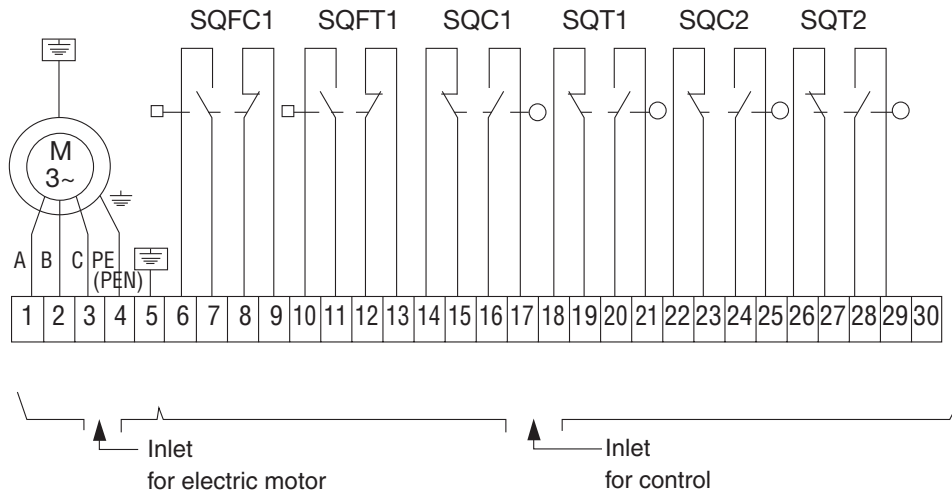 SQFC1 SQFT1 SQC1 SQT1 SQC2 SQT2
M
3~
A B C PE
(PEN)
1 2 3 4 5 6 7 8 9 10 11 12 13 14 15 16 17 18 19 20 21 22 23 24 25 26 27 28 29 30
Inlet
for electric motor
Inlet
for control